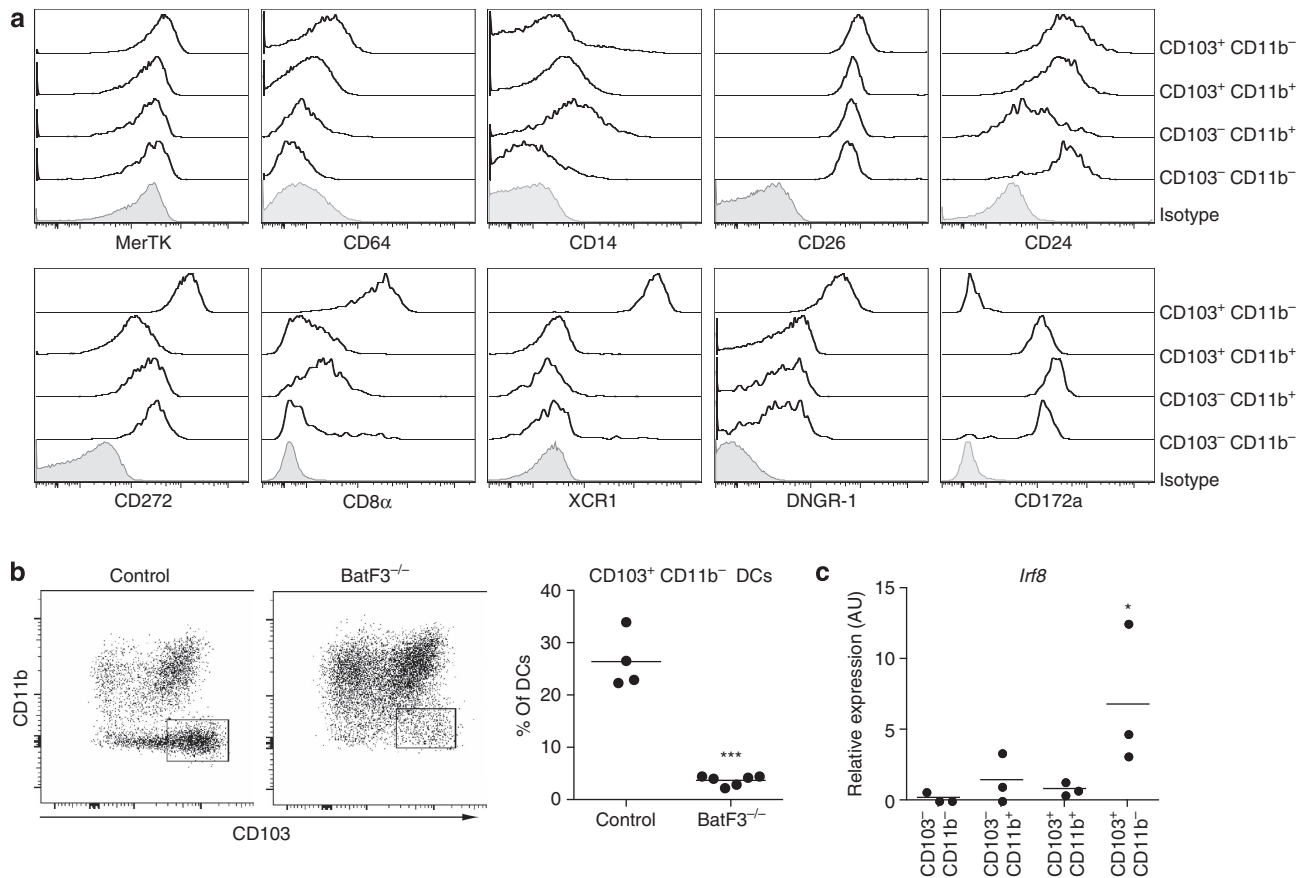 a
CD103⁺ CD11b⁻
CD103⁺ CD11b⁺
CD103⁻ CD11b⁺
CD103⁻ CD11b⁻
Isotype
MerTK CD64 CD14 CD26 CD24
CD103⁺ CD11b⁻
CD103⁺ CD11b⁺
CD103⁻ CD11b⁺
CD103⁻ CD11b⁻
Isotype
CD272 CD8α XCR1 DNGR-1 CD172a
b
Control BatF3⁻/⁻
CD11b
CD103
CD103⁺ CD11b⁻ DCs
% Of DCs
40
30
20
10
0
***
Control BatF3⁻/⁻
c
Irf8
Relative expression (AU)
15
10
5
0
*
CD103⁻
CD11b⁻
CD103⁻
CD11b⁺
CD103⁺
CD11b⁺
CD103⁺
CD11b⁻